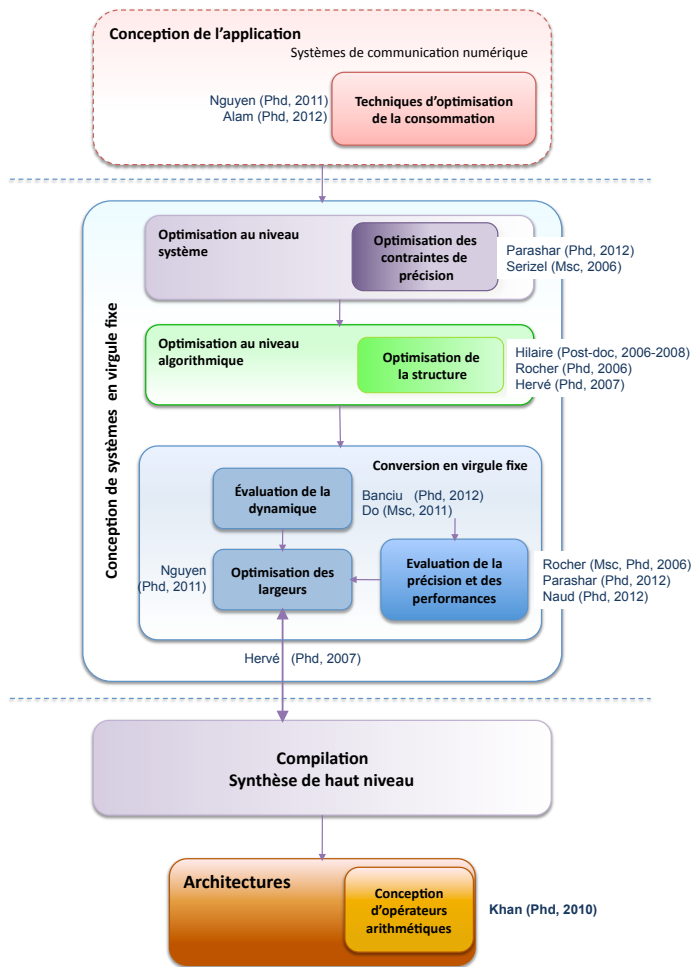 Conception de l'application
Systèmes de communication numérique
Nguyen (Phd, 2011)
Alam (Phd, 2012)
Techniques d'optimisation
de la consommation
Conception de systèmes en virgule fixe
Optimisation au niveau
système
Optimisation des
contraintes de
précision
Parashar (Phd, 2012)
Serizel (Msc, 2006)
Optimisation au niveau
algorithmique
Optimisation de
la structure
Hilaire (Post-doc, 2006-2008)
Rocher (Phd, 2006)
Hervé (Phd, 2007)
Conversion en virgule fixe
Évaluation de la
dynamique
Banciu (Phd, 2012)
Do (Msc, 2011)
Nguyen
(Phd, 2011)
Optimisation des
largeurs
Evaluation de la
précision et des
performances
Rocher (Msc, Phd, 2006)
Parashar (Phd, 2012)
Naud (Phd, 2012)
Hervé (Phd, 2007)
Compilation
Synthèse de haut niveau
Architectures
Conception
d'opérateurs
arithmétiques
Khan (Phd, 2010)